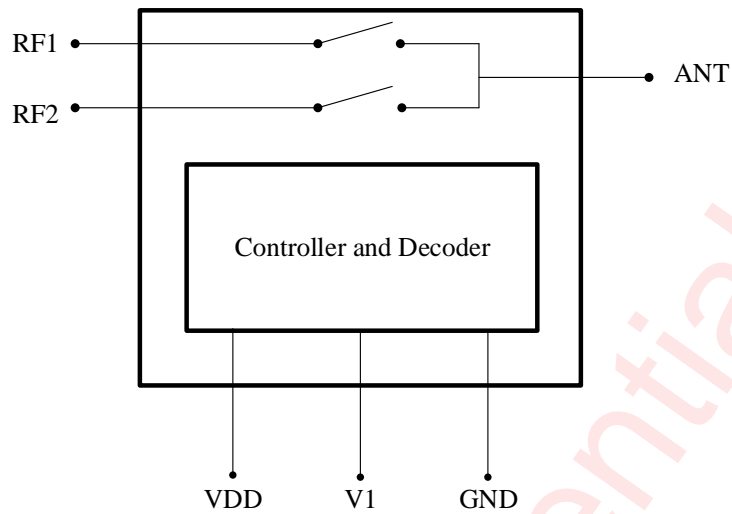 RF1
ANT
RF2
Controller and Decoder
VDD V1 GND